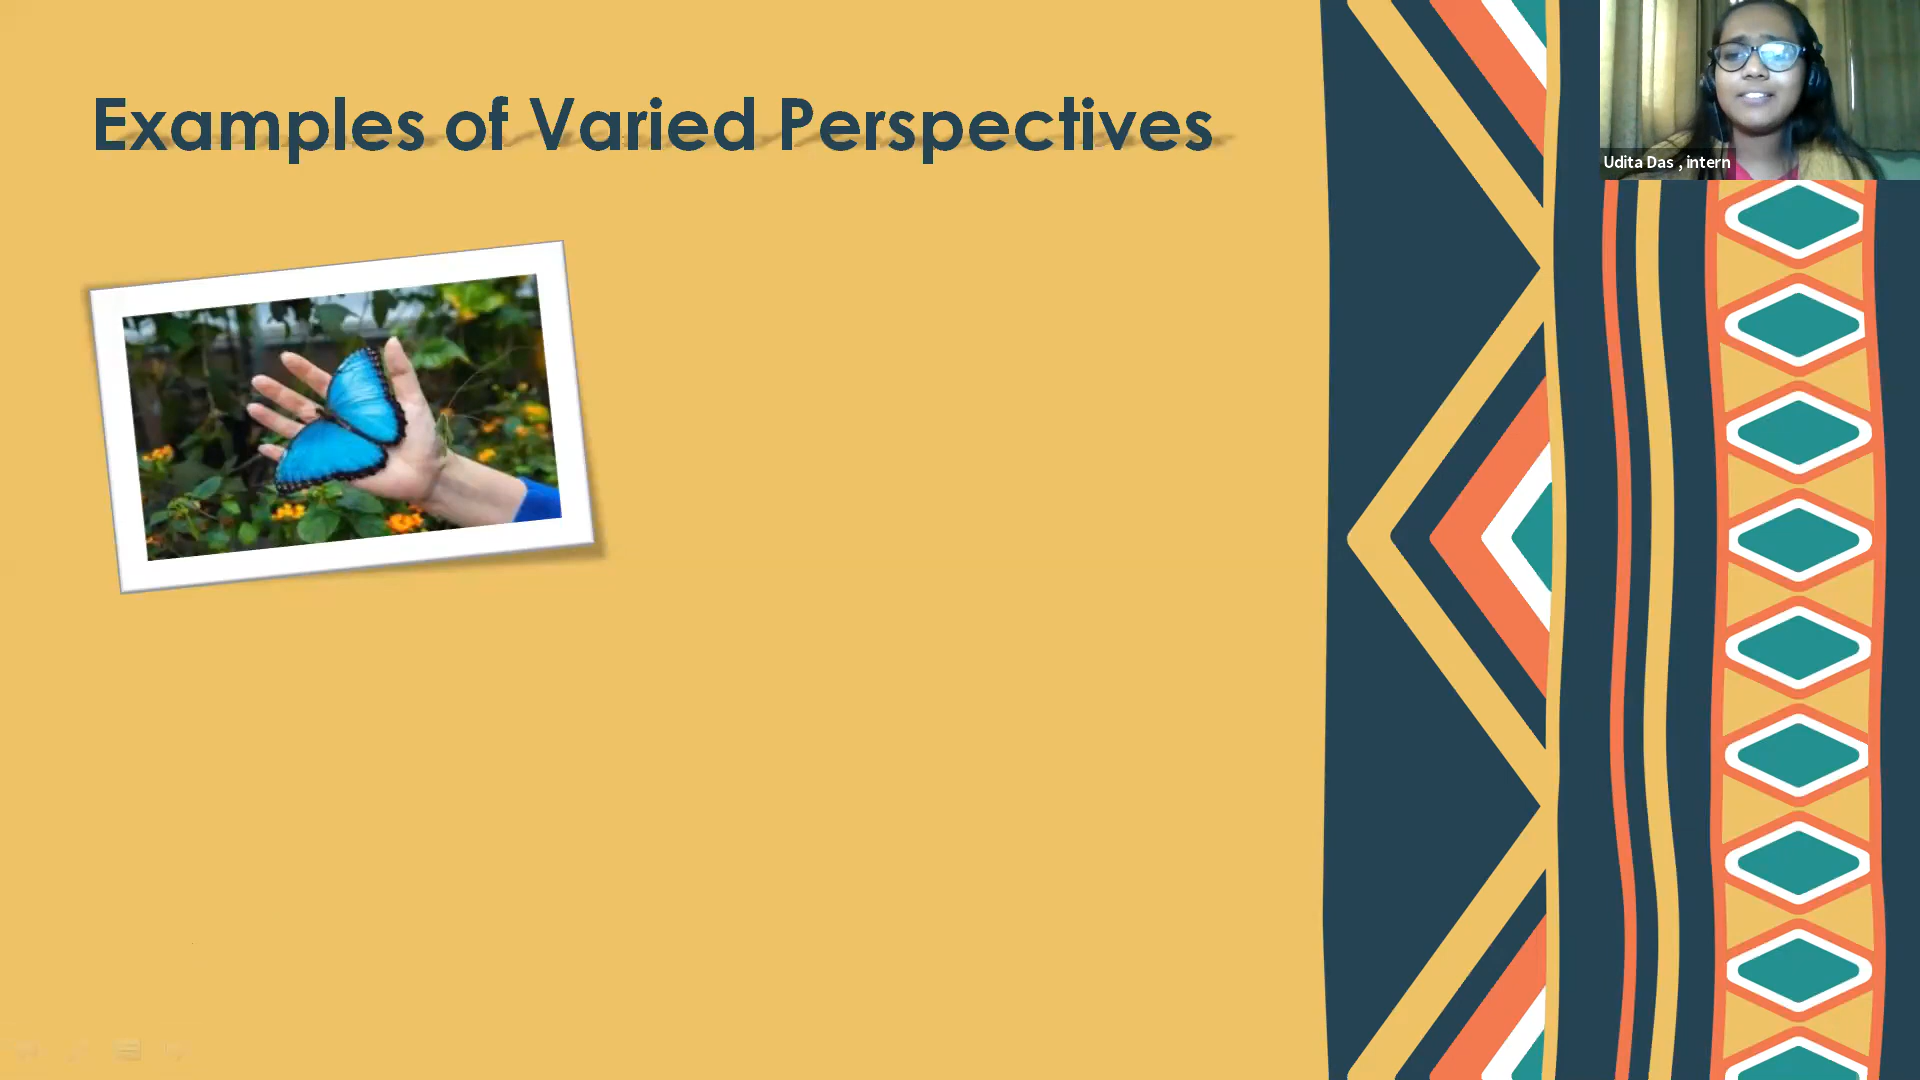 Examples of Varied Perspectives
Udita Das , intern